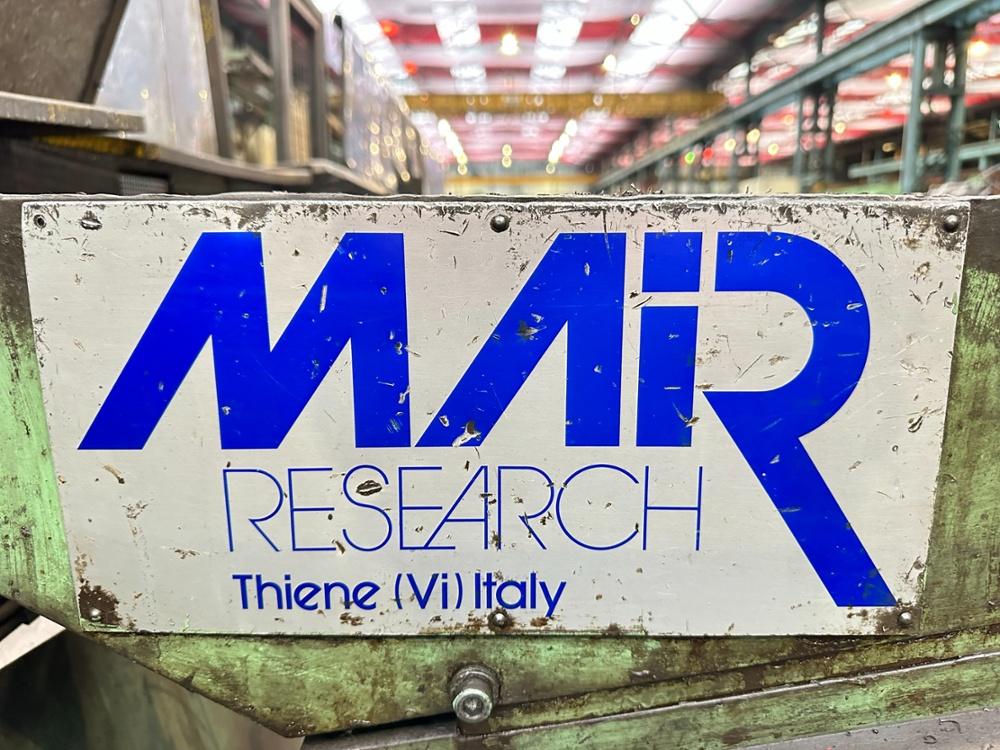 MAiR
RESEARCH
Thiene (Vi) Italy